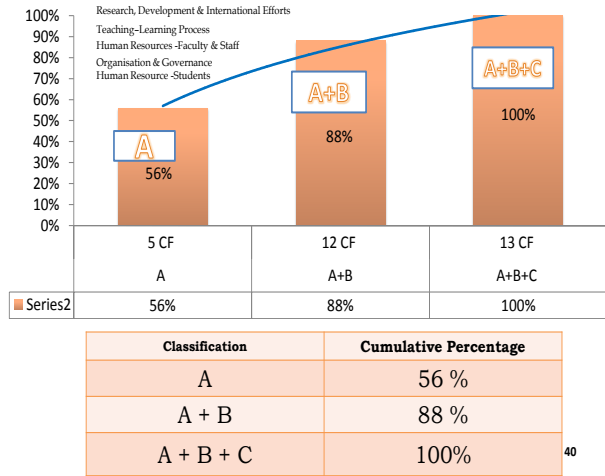 Research, Development & International Efforts
Teaching–Learning Process
Human Resources -Faculty & Staff
Organisation & Governance
Human Resource -Students
100%
90%
80%
70%
60%
50%
40%
30%
20%
10%
0%
A
56%
A+B
88%
A+B+C
100%
5 CF 12 CF 13 CF
A A+B A+B+C
Series2 56% 88% 100%
Classification Cumulative Percentage
A 56 %
A + B 88 %
A + B + C 100%
40